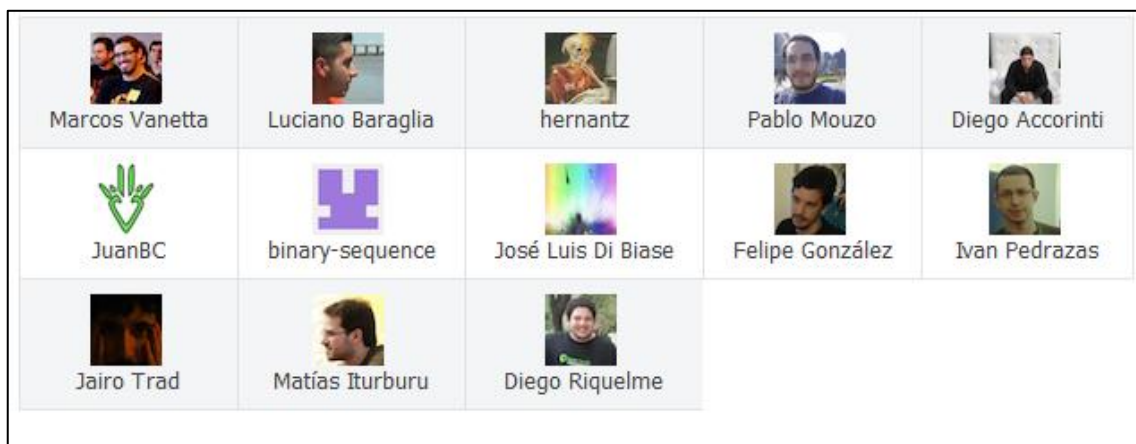 Marcos Vanetta
Luciano Baraglia
hernantz
Pablo Mouzo
Diego Accorinti
JuanBC
binary-sequence
José Luis Di Biase
Felipe González
Ivan Pedrazas
Jairo Trad
Matías Iturburu
Diego Riquelme